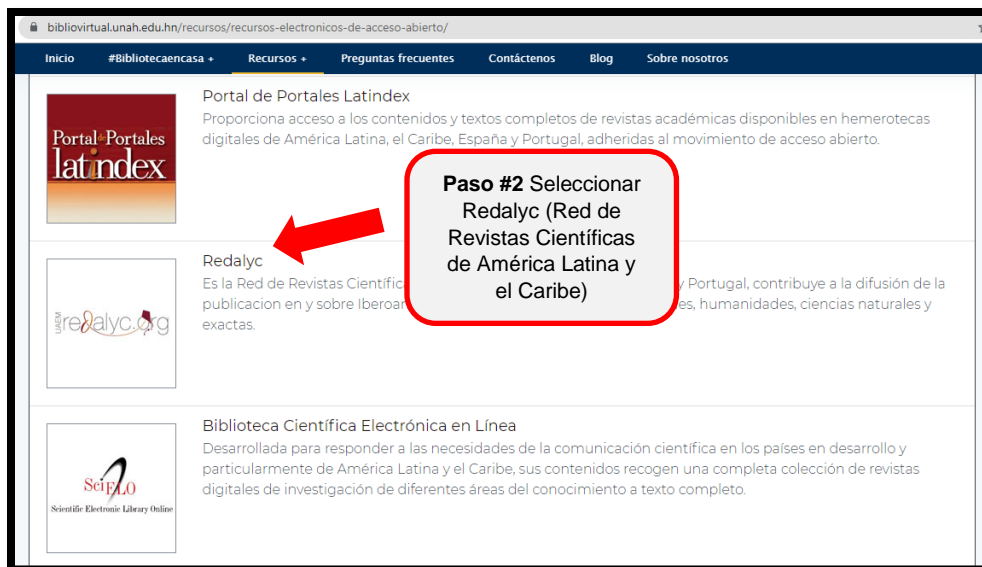 bibliovirtual.unah.edu.hn/recursos/recursos-electronicos-de-acceso-abierto/
Inicio #Bibliotecaencasa + Recursos + Preguntas frecuentes Contáctenos Blog Sobre nosotros
Portal de Portales Latindex
Proporciona acceso a los contenidos y textos completos de revistas académicas disponibles en hemerotecas
digitales de América Latina, el Caribe, España y Portugal, adheridas al movimiento de acceso abierto.
Portal de Portales
latindex
Paso #2 Seleccionar
Redalyc (Red de
Revistas Científicas
de América Latina y
el Caribe)
Redalyc
Es la Red de Revistas Científic y Portugal, contribuye a la difusión de la
publicacion en y sobre Iberoar es, humanidades, ciencias naturales y
exactas.
UAEM
redalyc.org
Biblioteca Científica Electrónica en Línea
Desarrollada para responder a las necesidades de la comunicación científica en los países en desarrollo y
particularmente de América Latina y el Caribe, sus contenidos recogen una completa colección de revistas
digitales de investigación de diferentes áreas del conocimiento a texto completo.
SciELO
Scientific Electronic Library Online